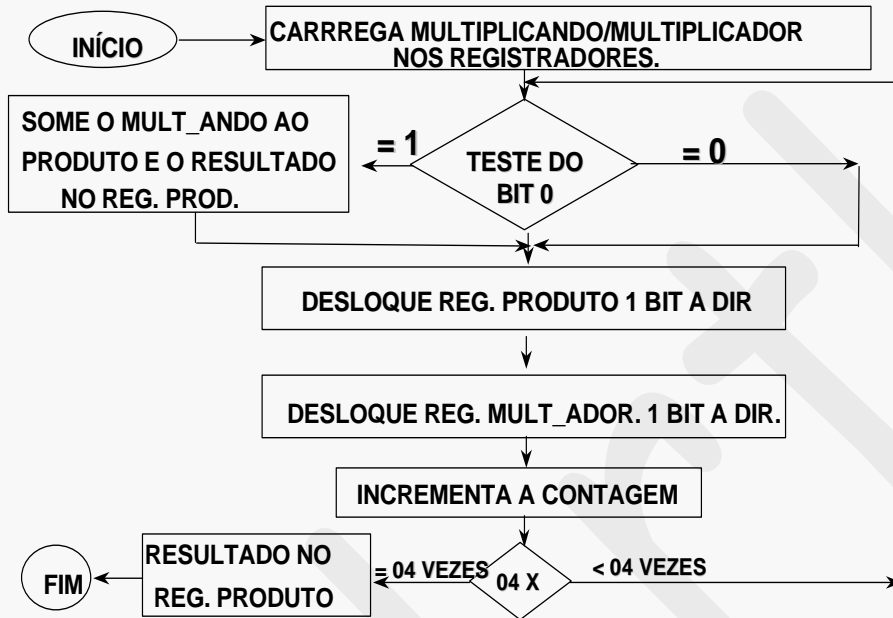 INÍCIO
CARRREGA MULTIPLICANDO/MULTIPLICADOR
NOS REGISTRADORES.
SOME O MULT_ANDO AO
PRODUTO E O RESULTADO
NO REG. PROD.
= 1
TESTE DO
BIT 0
= 0
DESLOQUE REG. PRODUTO 1 BIT A DIR
DESLOQUE REG. MULT_ADOR. 1 BIT A DIR.
INCREMENTA A CONTAGEM
FIM
RESULTADO NO
REG. PRODUTO
= 04 VEZES
04 X
< 04 VEZES